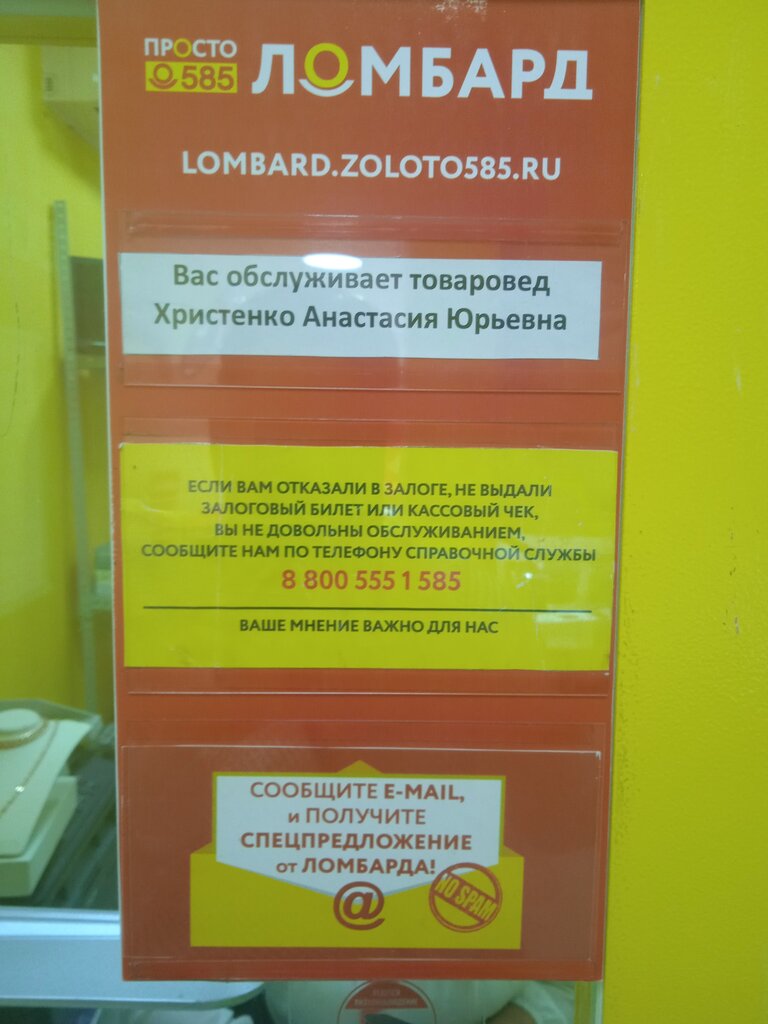 ПРОСТО
585
ЛОМБАРД
LOMBARD.ZOLOTO585.RU
Вас обслуживает товаровед
Христенко Анастасия Юрьевна
ЕСЛИ ВАМ ОТКАЗАЛИ В ЗАЛОГЕ, НЕ ВЫДАЛИ
ЗАЛОГОВЫЙ БИЛЕТ ИЛИ КАССОВЫЙ ЧЕК,
ВЫ НЕ ДОВОЛЬНЫ ОБСЛУЖИВАНИЕМ,
СООБЩИТЕ НАМ ПО ТЕЛЕФОНУ СПРАВОЧНОЙ СЛУЖБЫ
8 800 555 1 585
ВАШЕ МНЕНИЕ ВАЖНО ДЛЯ НАС
СООБЩИТЕ E-MAIL,
и ПОЛУЧИТЕ
СПЕЦПРЕДЛОЖЕНИЕ
от ЛОМБАРДА!
@
NO SPAM